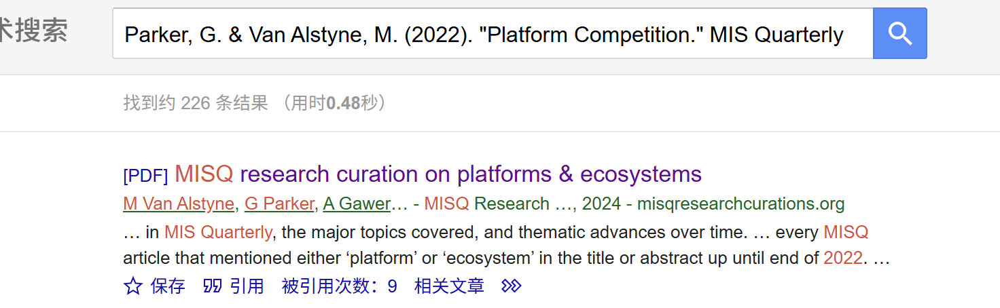 术搜索
Parker, G. & Van Alstyne, M. (2022). "Platform Competition." MIS Quarterly
找到约 226 条结果 （用时0.48秒）
[PDF] MISQ research curation on platforms & ecosystems
M Van Alstyne, G Parker, A Gawer… - MISQ Research …, 2024 - misqresearchcurations.org
… in MIS Quarterly, the major topics covered, and thematic advances over time. … every MISQ
article that mentioned either ‘platform’ or ‘ecosystem’ in the title or abstract up until end of 2022. …
保存 引用 被引用次数：9 相关文章